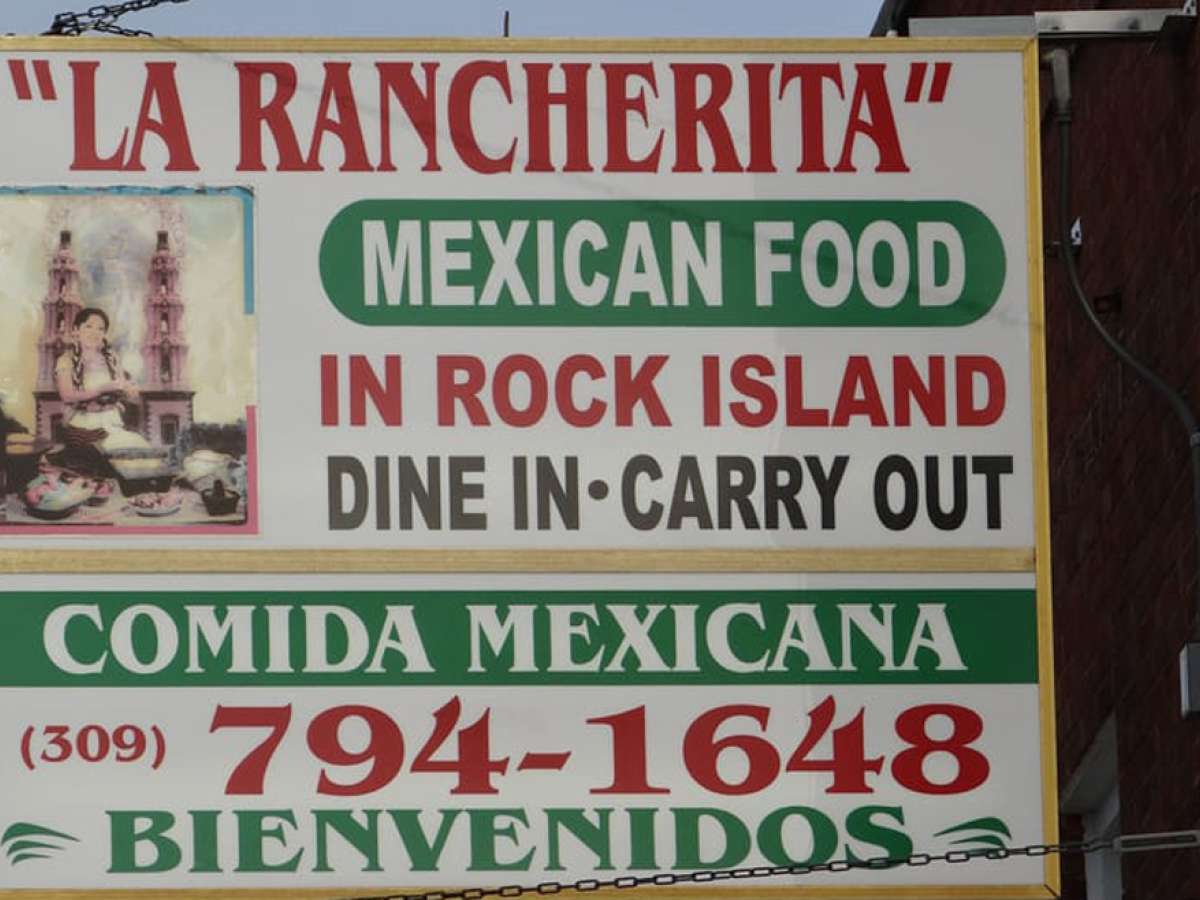 "LA RANCHERITA"
MEXICAN FOOD
IN ROCK ISLAND
DINE IN•CARRY OUT
COMIDA MEXICANA
(309) 794-1648
BIENVENIDOS